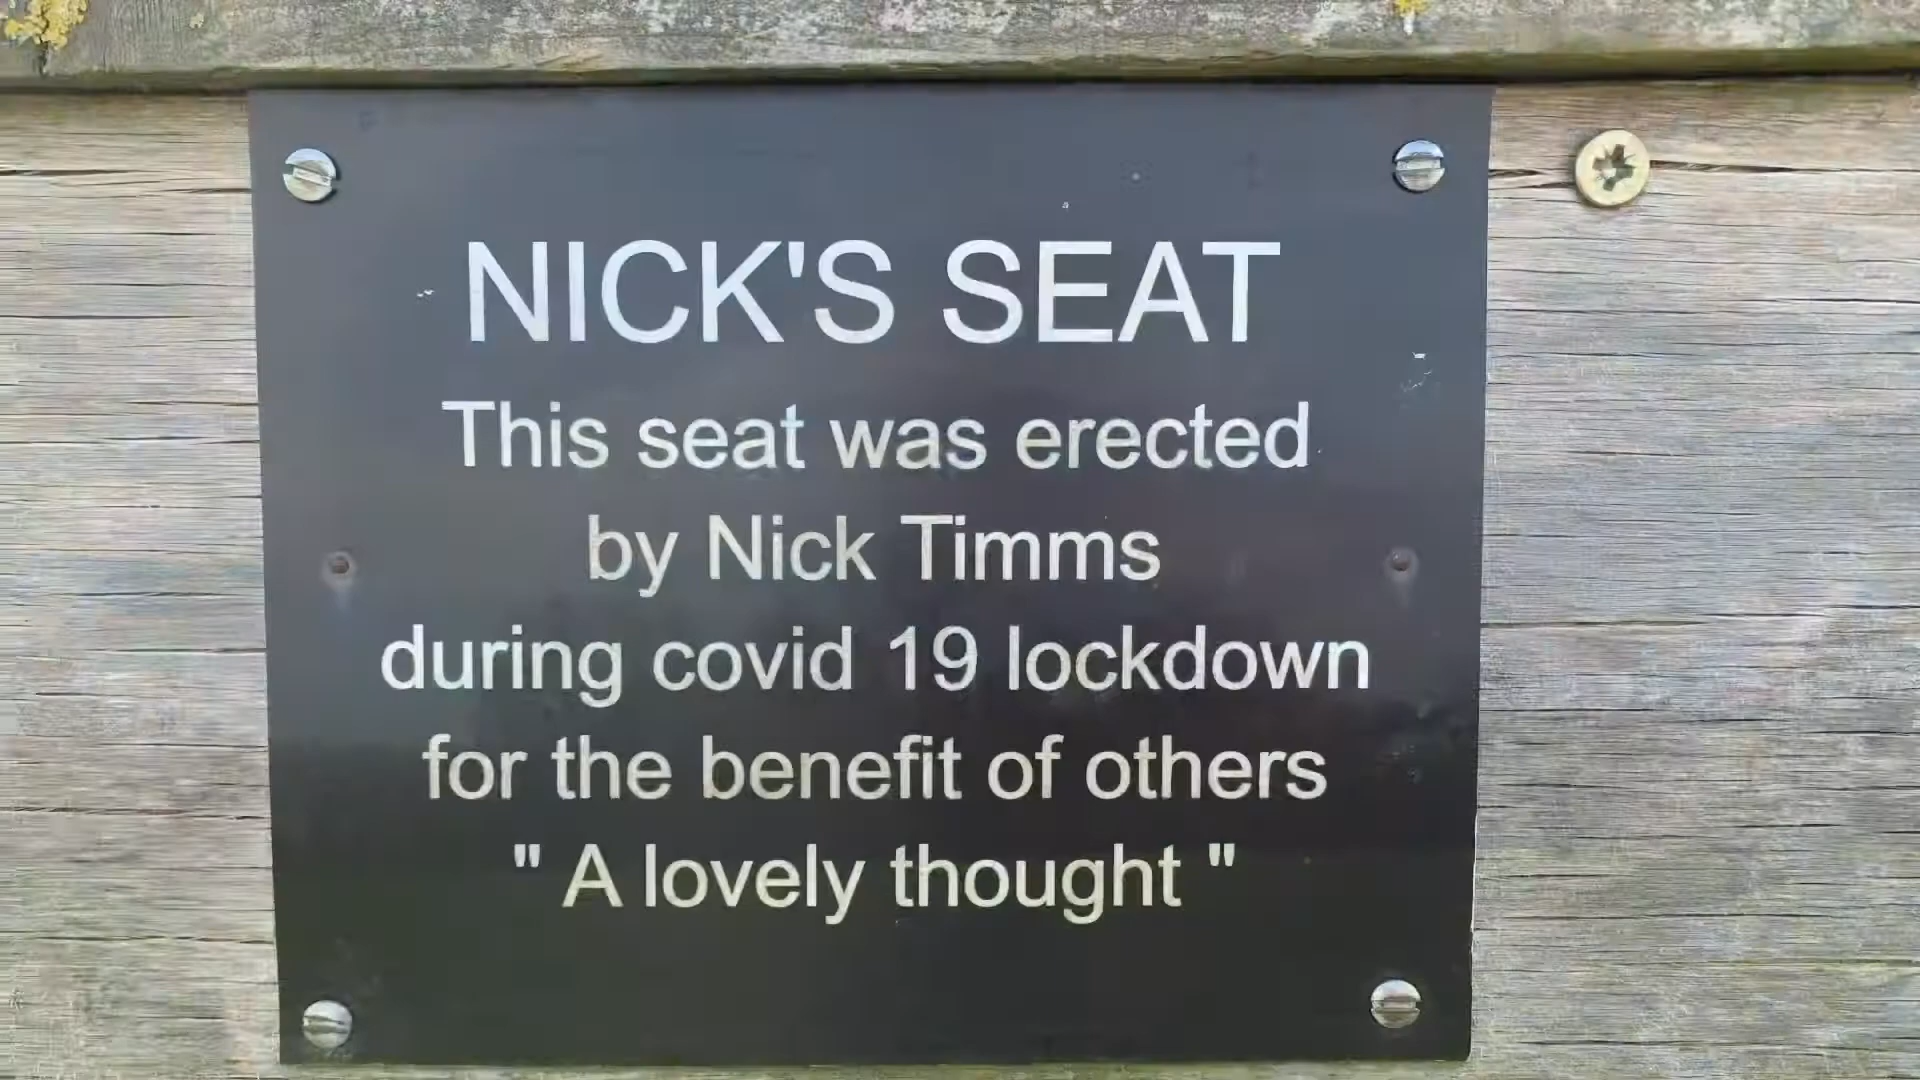 NICK'S SEAT
This seat was erected
by Nick Timms
during covid 19 lockdown
for the benefit of others
" A lovely thought "